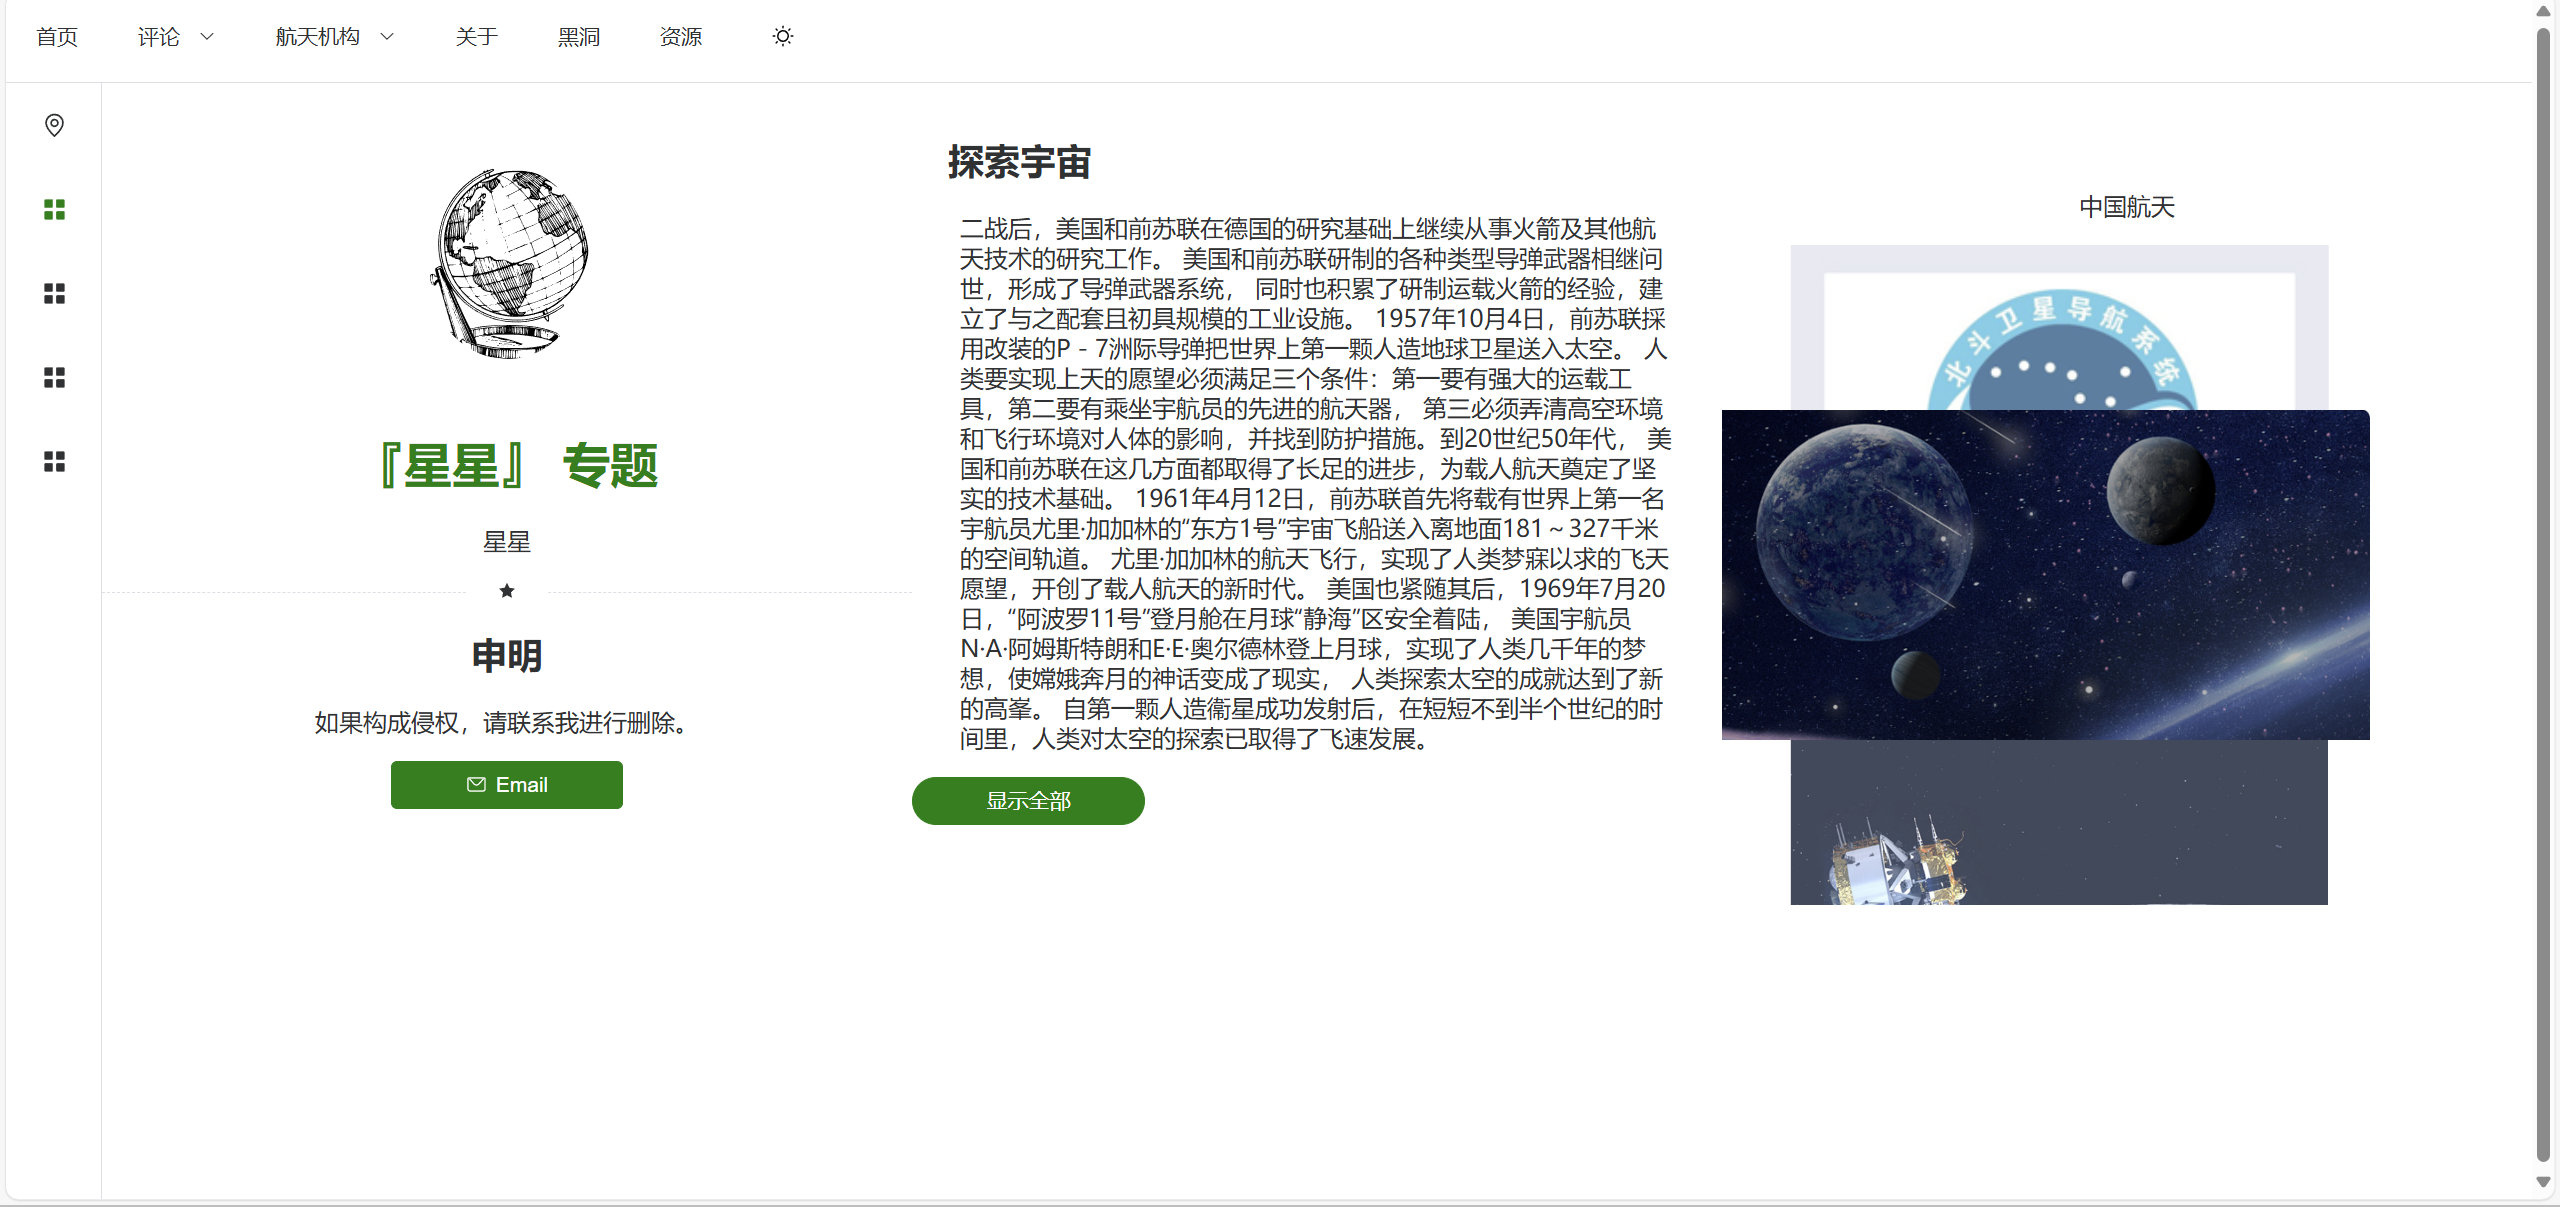 首页 评论 航天机构 关于 黑洞 资源
『星星』 专题
星星
申明
如果构成侵权，请联系我进行删除。
Email
探索宇宙
二战后，美国和前苏联在德国的研究基础上继续从事火箭及其他航
天技术的研究工作。 美国和前苏联研制的各种类型导弹武器相继问
世，形成了导弹武器系统， 同时也积累了研制运载火箭的经验，建
立了与之配套且初具规模的工业设施。 1957年10月4日，前苏联採
用改装的P－7洲际导弹把世界上第一颗人造地球卫星送入太空。 人
类要实现上天的愿望必须满足三个条件：第一要有强大的运载工
具，第二要有乘坐宇航员的先进的航天器， 第三必须弄清高空环境
和飞行环境对人体的影响，并找到防护措施。到20世纪50年代， 美
国和前苏联在这几方面都取得了长足的进步，为载人航天奠定了坚
实的技术基础。 1961年4月12日，前苏联首先将载有世界上第一名
宇航员尤里·加加林的“东方1号”宇宙飞船送入离地面181～327千米
的空间轨道。 尤里·加加林的航天飞行，实现了人类梦寐以求的飞天
愿望，开创了载人航天的新时代。 美国也紧随其后，1969年7月20
日，“阿波罗11号”登月舱在月球“静海”区安全着陆， 美国宇航员
N·A·阿姆斯特朗和E·E·奥尔德林登上月球，实现了人类几千年的梦
想，使嫦娥奔月的神话变成了现实， 人类探索太空的成就达到了新
的高峯。 自第一颗人造衞星成功发射后，在短短不到半个世纪的时
间里，人类对太空的探索已取得了飞速发展。
显示全部
中国航天
北斗卫星导航系统